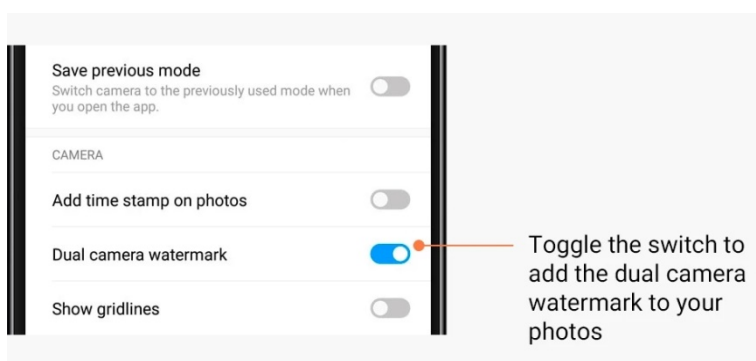 Save previous mode
Switch camera to the previously used mode when
you open the app.
CAMERA
Add time stamp on photos
Dual camera watermark
Show gridlines
Toggle the switch to
add the dual camera
watermark to your
photos